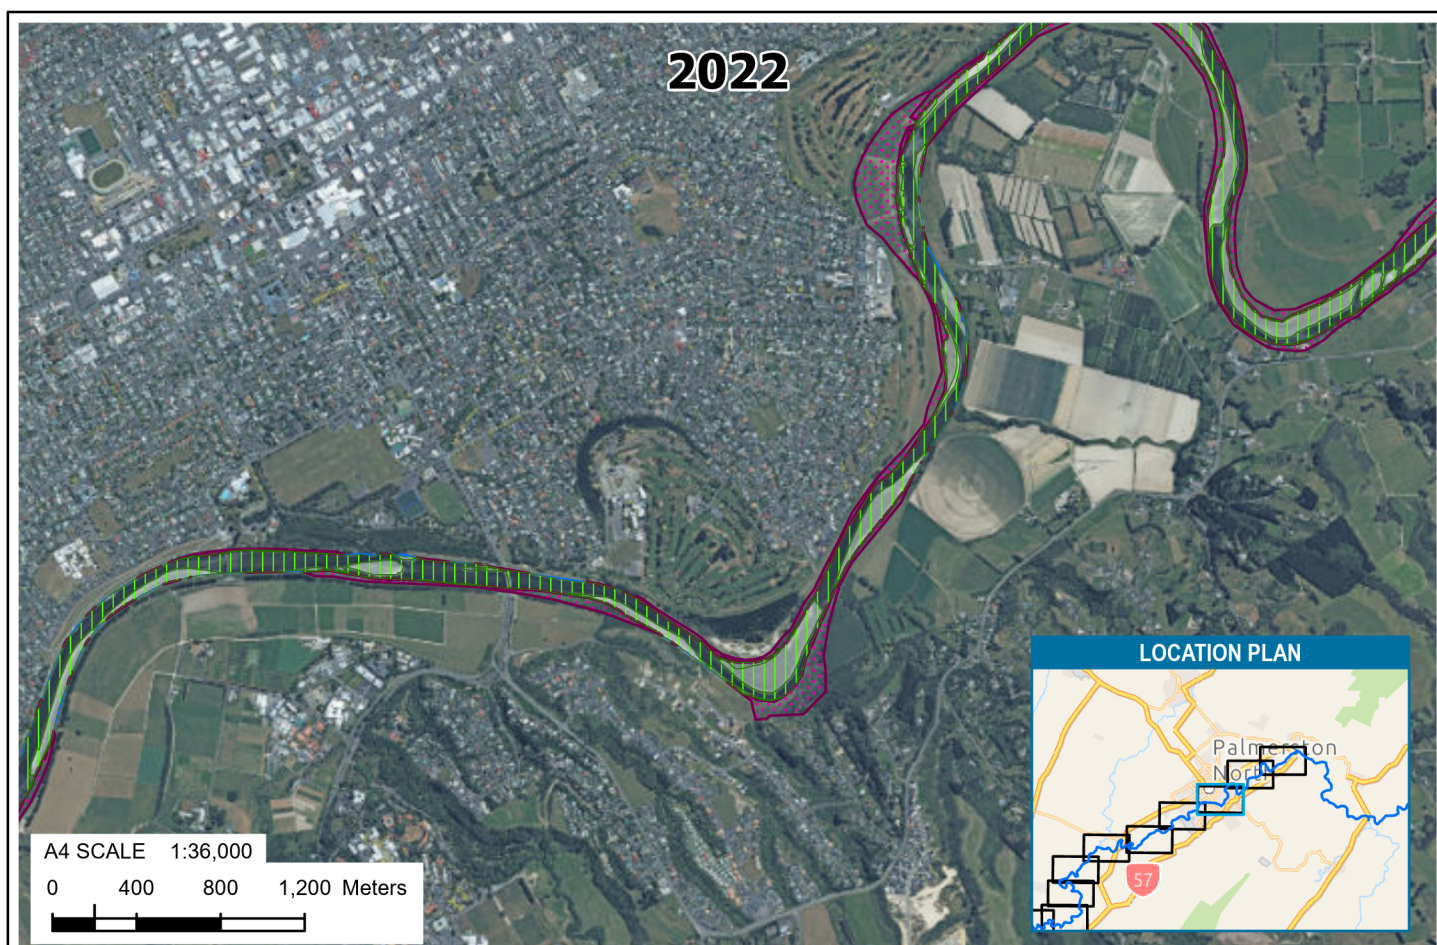 2022
LOCATION PLAN
Palmerston
North
57
A4 SCALE 1:36,000
0 400 800 1,200 Meters